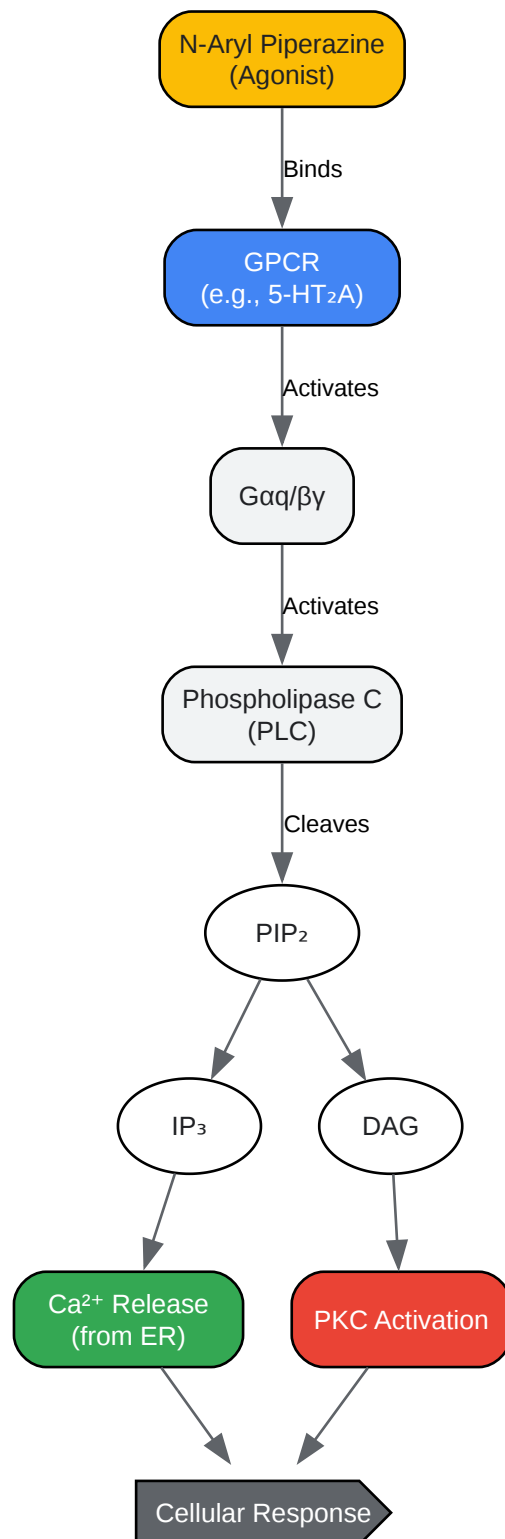 N-Aryl Piperazine
(Agonist)
Binds
GPCR
(e.g., 5-HT₂A)
Activates
Gαq/βγ
Activates
Phospholipase C
(PLC)
Cleaves
PIP₂
IP₃
DAG
Ca²⁺ Release
(from ER)
PKC Activation
Cellular Response